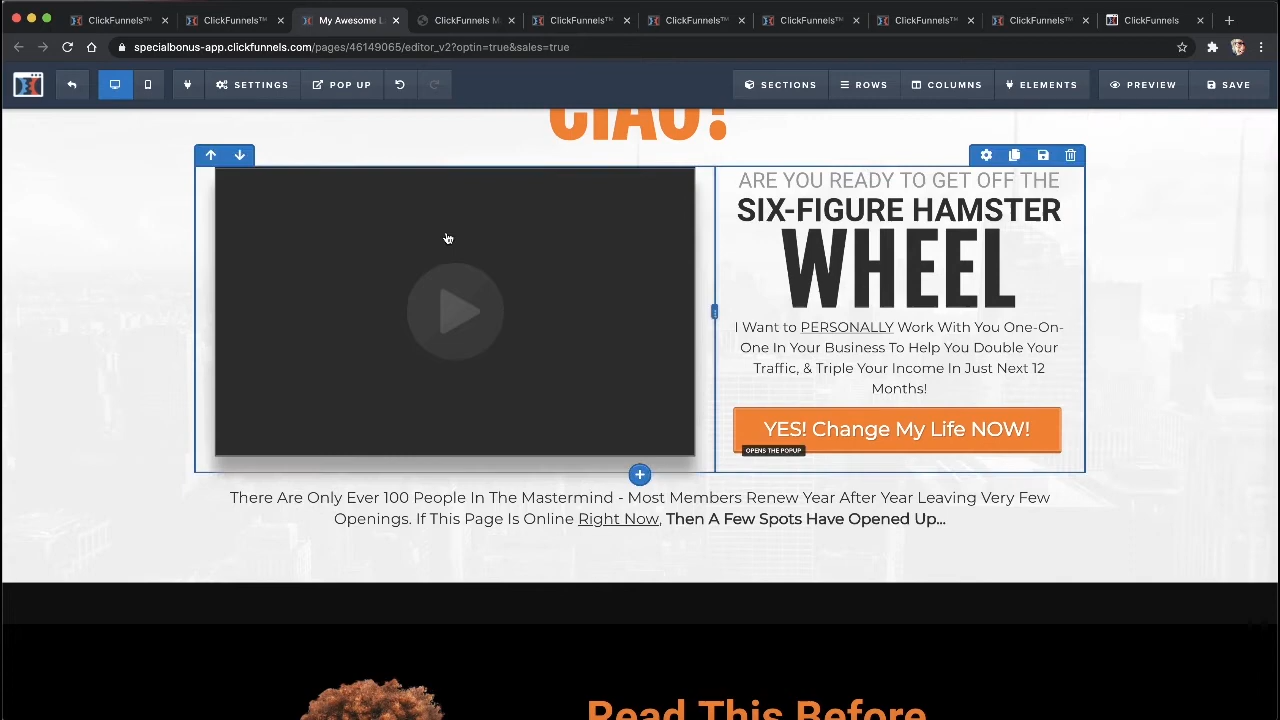 ClickFunnels™
ClickFunnels™
My Awesome L
ClickFunnels M
ClickFunnels™
ClickFunnels™
ClickFunnels™
ClickFunnels™
ClickFunnels™
ClickFunnels
specialbonus-app.clickfunnels.com/pages/46149065/editor_v2?optin=true&sales=true
SETTINGS
POP UP
SECTIONS
ROWS
COLUMNS
ELEMENTS
PREVIEW
SAVE
CIAO!
ARE YOU READY TO GET OFF THE
SIX-FIGURE HAMSTER
WHEEL
I Want to PERSONALLY Work With You One-On-
One In Your Business To Help You Double Your
Traffic, & Triple Your Income In Just Next 12
Months!
YES! Change My Life NOW!
OPENS THE POPUP
There Are Only Ever 100 People In The Mastermind - Most Members Renew Year After Year Leaving Very Few
Openings. If This Page Is Online Right Now, Then A Few Spots Have Opened Up...
Read This Before